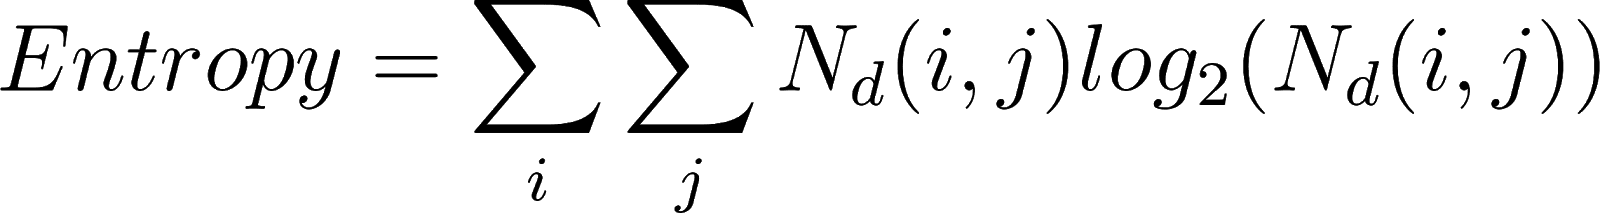 Entropy = ∑_i ∑_j N_d(i, j)log_2(N_d(i, j))